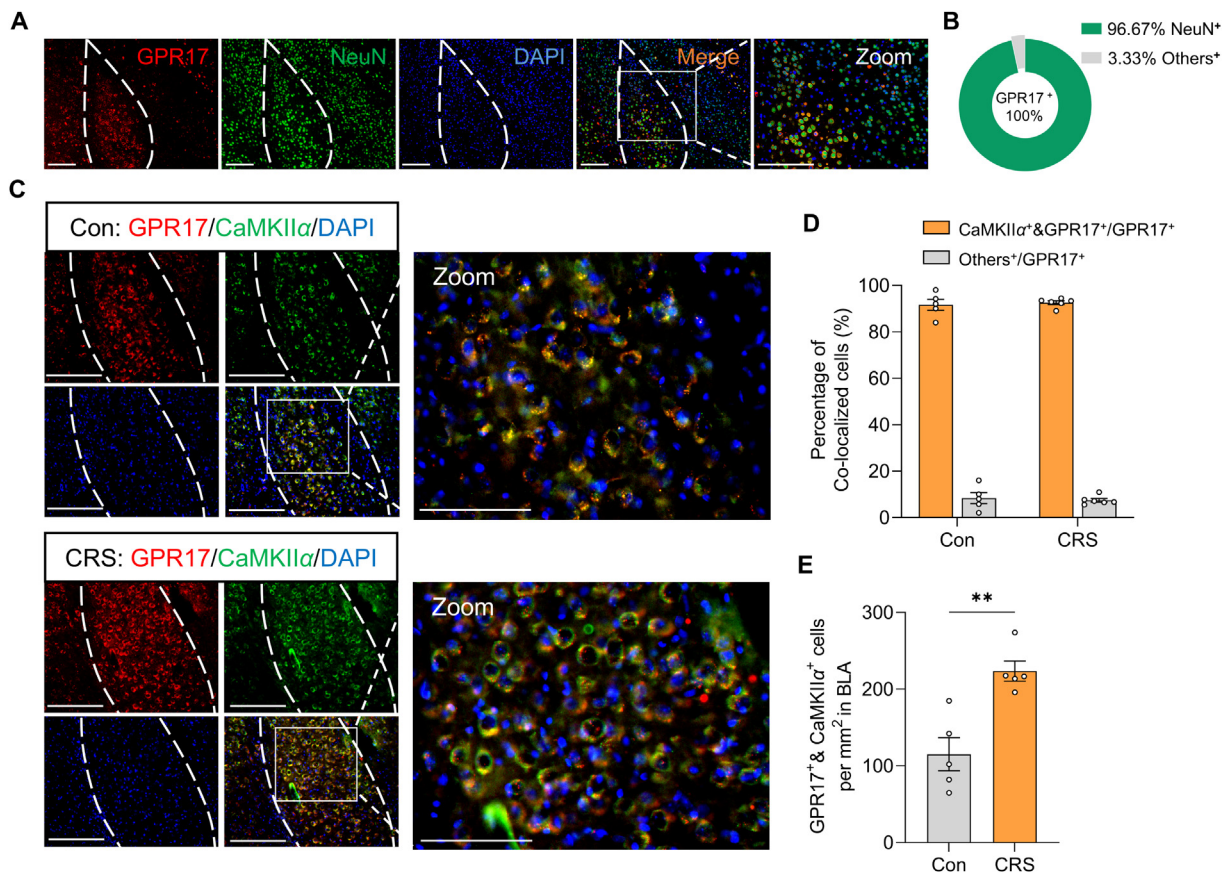 A
GPR17
NeuN
DAPI
Merge
Zoom
B
96.67% NeuN⁺
3.33% Others⁺
GPR17 ⁺
100%
C
Con: GPR17/CaMKIIα/DAPI
Zoom
CRS: GPR17/CaMKIIα/DAPI
Zoom
D
CaMKIIα⁺&GPR17⁺/GPR17⁺
Others⁺/GPR17⁺
Percentage of
Co-localized cells (%)
100
80
60
40
20
0
Con
CRS
E
GPR17⁺ & CaMKIIα⁺ cells
per mm² in BLA
300
200
100
0
**
Con
CRS